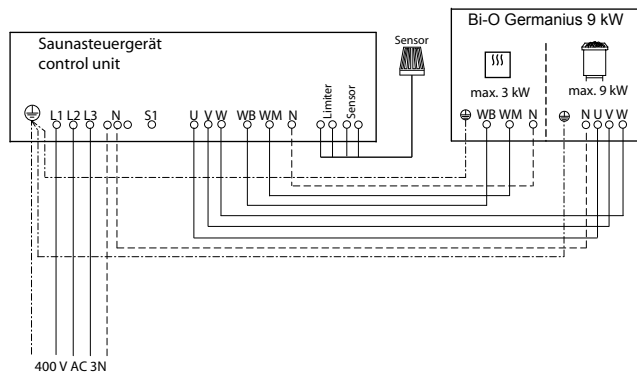 Saunasteuergerät
control unit
Sensor
Bi-O Germanius 9 kW
max. 3 kW
max. 9 kW
L1 L2 L3 N S1 U V W WB WM N Limiter Sensor
WB WM N
N U V W
400 V AC 3N